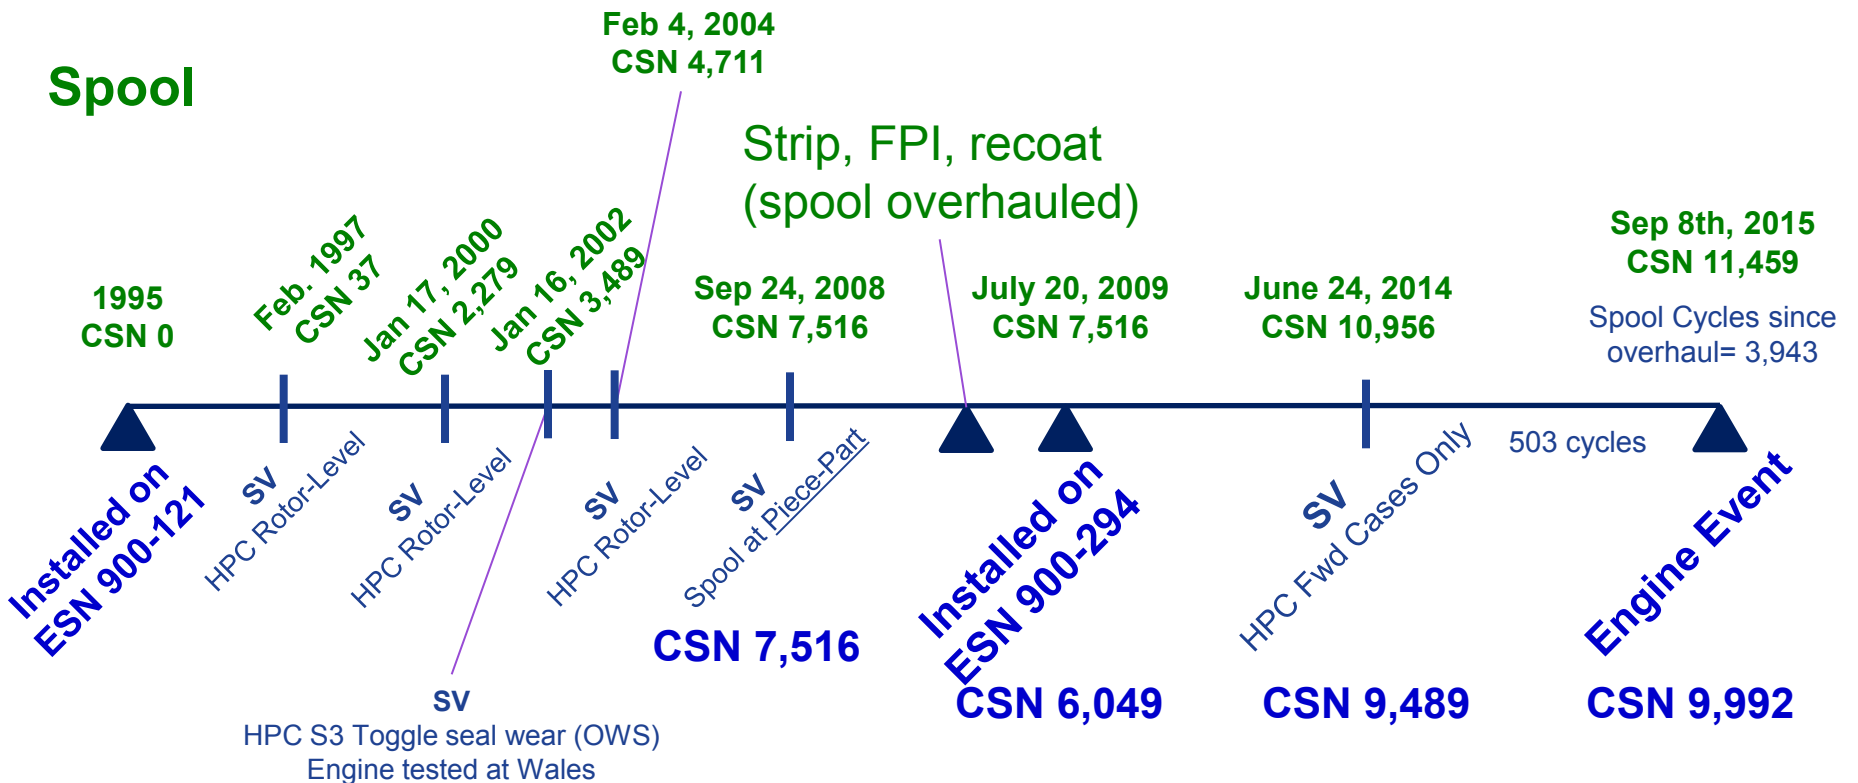 Spool
Feb 4, 2004
CSN 4,711
Strip, FPI, recoat
(spool overhauled)
1995
CSN 0
Feb. 1997
CSN 37
Jan 17, 2000
CSN 2,279
Jan 16, 2002
CSN 3,489
Sep 24, 2008
CSN 7,516
July 20, 2009
CSN 7,516
June 24, 2014
CSN 10,956
Sep 8th, 2015
CSN 11,459
Spool Cycles since
overhaul= 3,943
Installed on
ESN 900-121
SV
HPC Rotor-Level
SV
HPC Rotor-Level
SV
HPC Rotor-Level
SV
Spool at Piece-Part
Installed on
ESN 900-294
SV
HPC Fwd Cases Only
503 cycles
Engine Event
CSN 7,516
CSN 6,049
CSN 9,489
CSN 9,992
SV
HPC S3 Toggle seal wear (OWS)
Engine tested at Wales